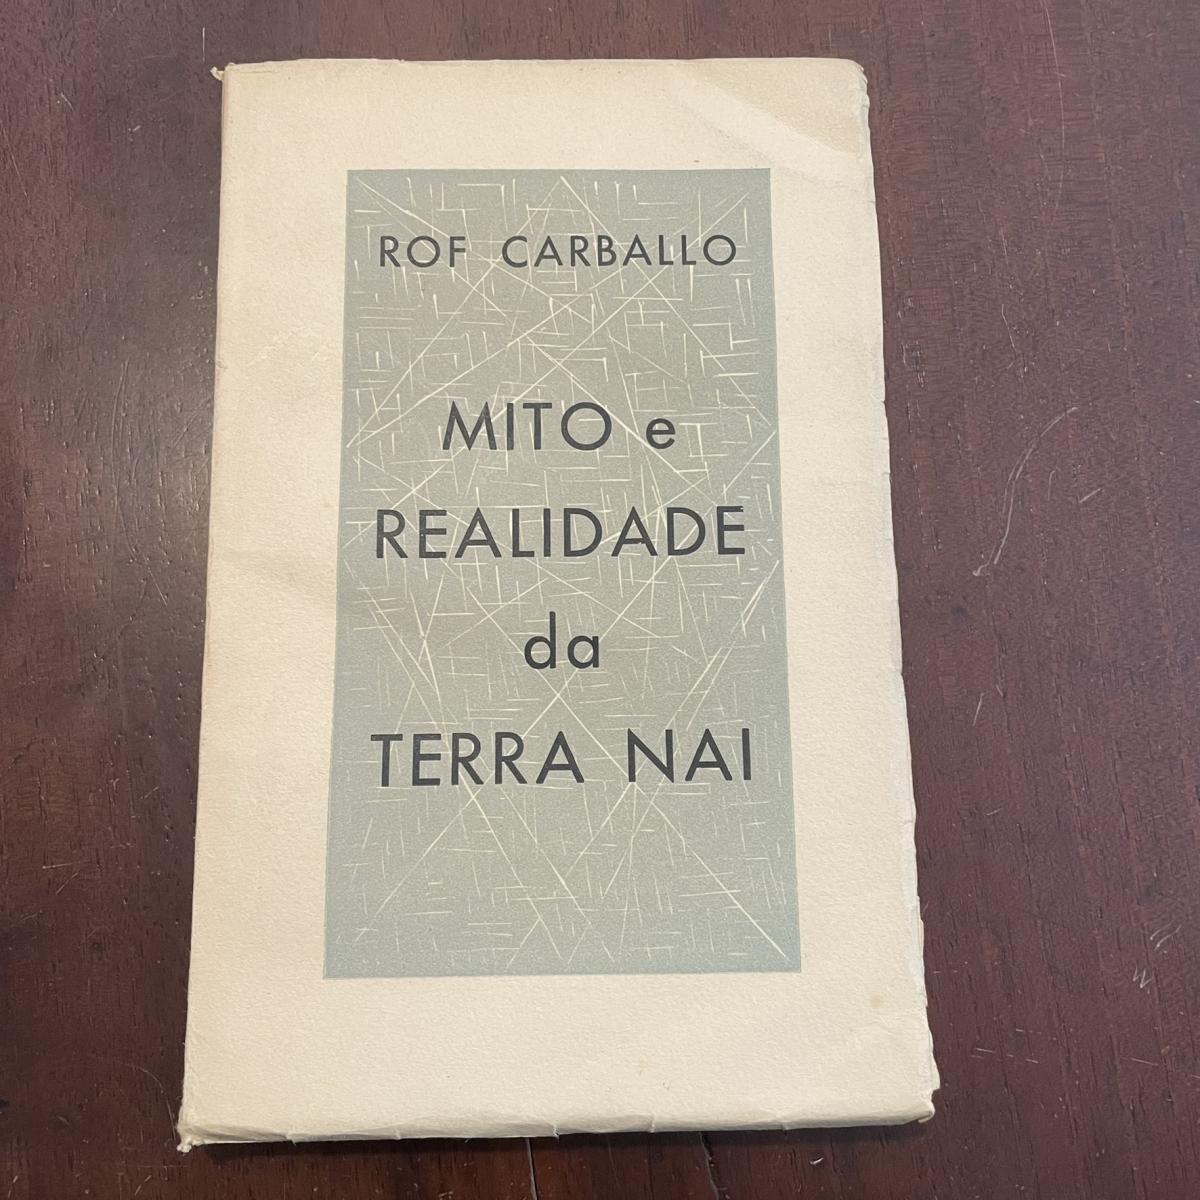 ROF CARBALLO
MITO e
REALIDADE
da
TERRA NAI